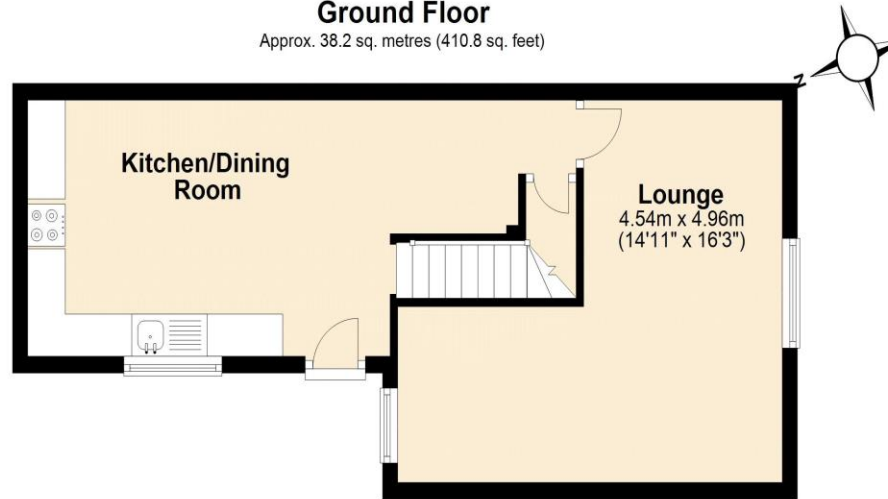 Ground Floor
Approx. 38.2 sq. metres (410.8 sq. feet)
N
Kitchen/Dining
Room
Lounge
4.54m x 4.96m
(14'11" x 16'3")